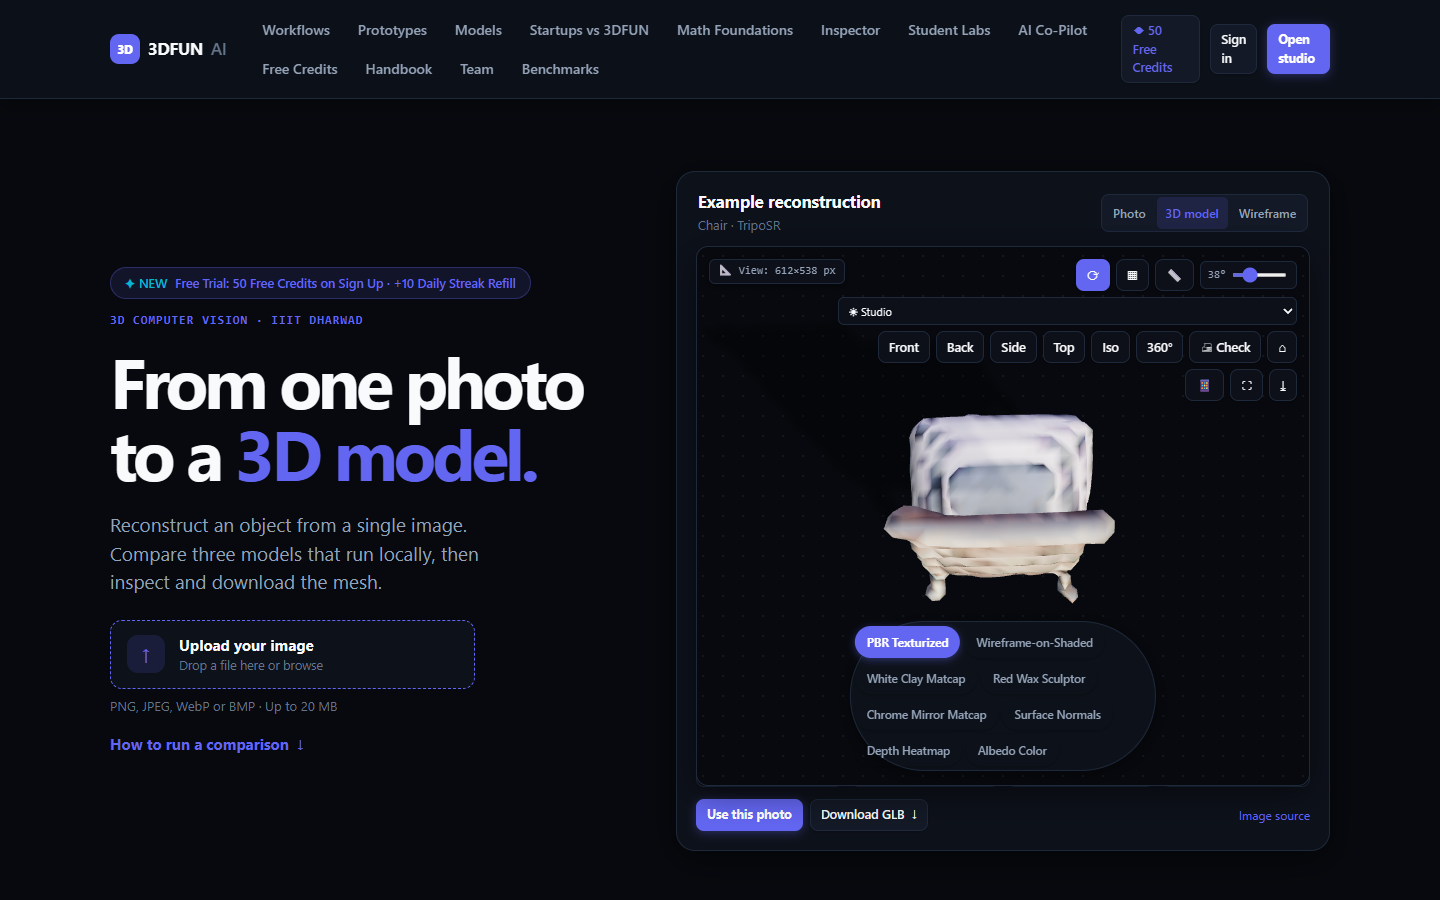 3D 3DFUN AI
Workflows Prototypes Models Startups vs 3DFUN Math Foundations Inspector Student Labs AI Co-Pilot
Free Credits Handbook Team Benchmarks
50
Free
Credits
Sign
in
Open
studio
NEW Free Trial: 50 Free Credits on Sign Up · +10 Daily Streak Refill
3D COMPUTER VISION · IIIT DHARWAD
From one photo
to a 3D model.
Reconstruct an object from a single image.
Compare three models that run locally, then
inspect and download the mesh.
↑ Upload your image
Drop a file here or browse
PNG, JPEG, WebP or BMP · Up to 20 MB
How to run a comparison ↓
Example reconstruction
Chair · TripoSR
Photo 3D model Wireframe
View: 612×538 px
38°
Studio
Front Back Side Top Iso 360° Check
PBR Texturized Wireframe-on-Shaded
White Clay Matcap Red Wax Sculptor
Chrome Mirror Matcap Surface Normals
Depth Heatmap Albedo Color
Use this photo Download GLB ↓
Image source